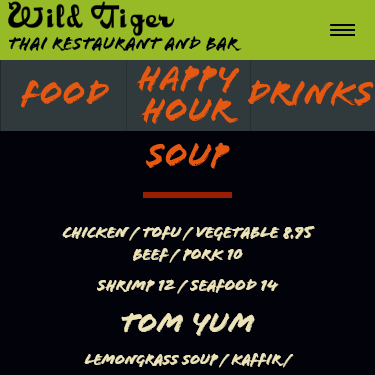 Wild Tiger
THAI RESTAURANT AND BAR
FOOD
HAPPY
HOUR
DRINKS
SOUP
CHICKEN / TOFU / VEGETABLE 8.95
BEEF / PORK 10
SHRIMP 12 / SEAFOOD 14
TOM YUM
LEMONGRASS SOUP / KAFFIR /